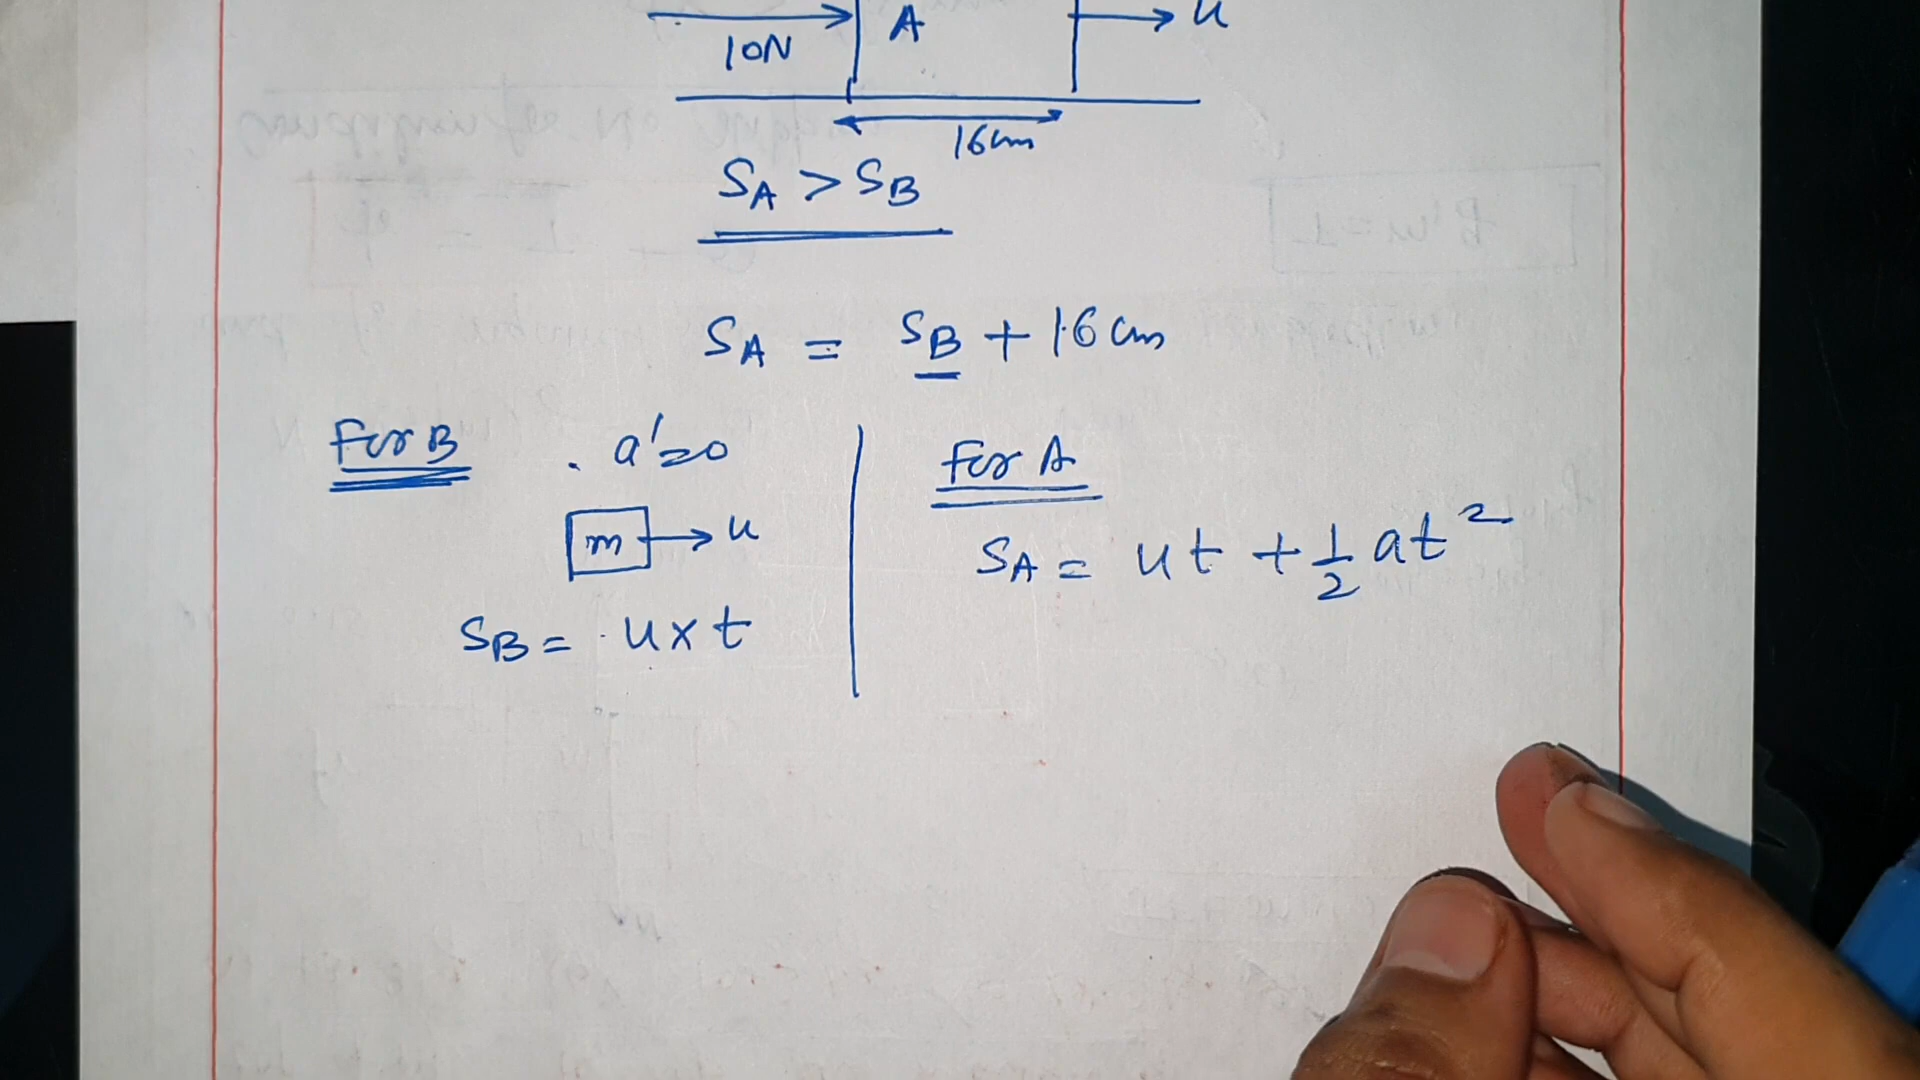 10N A u
16cm
SA > SB
SA = SB + 16 cm
For B a'=0
m u
SB = u x t
For A
SA = ut + 1/2 at²